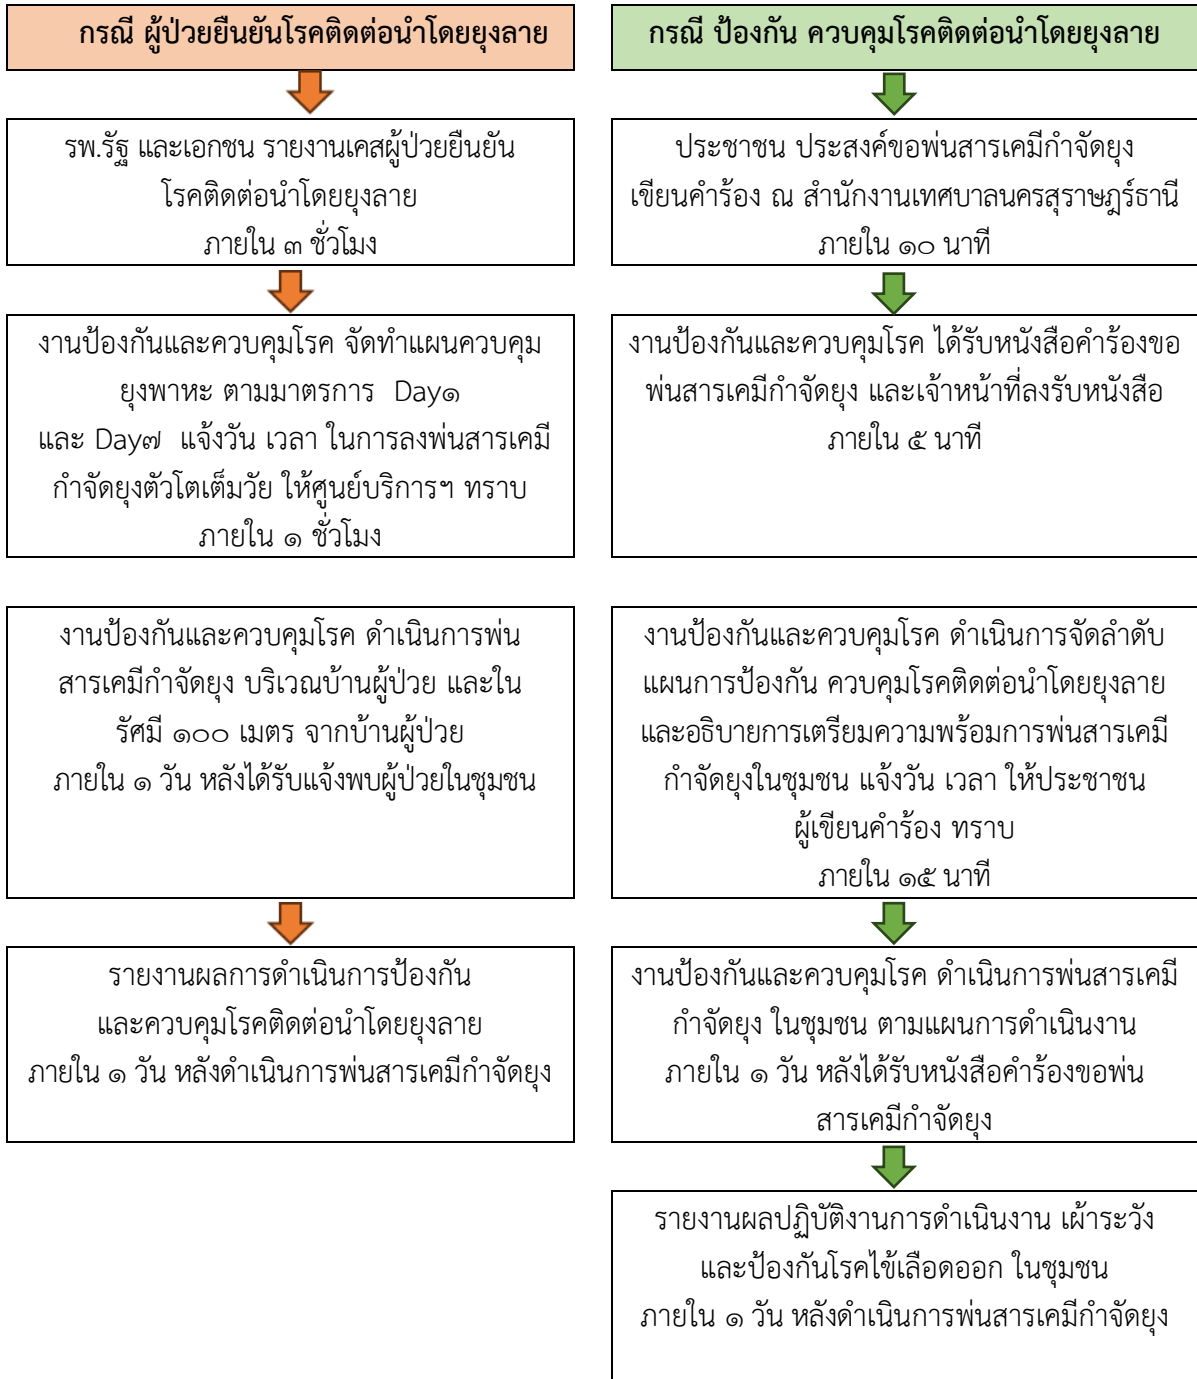 กรณี ผู้ป่วยยืนยันโรคติดต่อนำโดยยุงลาย
รพ.รัฐ และเอกชน รายงานเคสผู้ป่วยยืนยัน
โรคติดต่อนำโดยยุงลาย
ภายใน ๓ ชั่วโมง
งานป้องกันและควบคุมโรค จัดทำแผนควบคุม
ยุงพาหะ ตามมาตรการ Day๑
และ Day๗ แจ้งวัน เวลา ในการลงพ่นสารเคมี
กำจัดยุงตัวโตเต็มวัย ให้ศูนย์บริการฯ ทราบ
ภายใน ๑ ชั่วโมง
งานป้องกันและควบคุมโรค ดำเนินการพ่น
สารเคมีกำจัดยุง บริเวณบ้านผู้ป่วย และใน
รัศมี ๑๐๐ เมตร จากบ้านผู้ป่วย
ภายใน ๑ วัน หลังได้รับแจ้งพบผู้ป่วยในชุมชน
รายงานผลการดำเนินการป้องกัน
และควบคุมโรคติดต่อนำโดยยุงลาย
ภายใน ๑ วัน หลังดำเนินการพ่นสารเคมีกำจัดยุง
กรณี ป้องกัน ควบคุมโรคติดต่อนำโดยยุงลาย
ประชาชน ประสงค์ขอพ่นสารเคมีกำจัดยุง
เขียนคำร้อง ณ สำนักงานเทศบาลนครสุราษฎร์ธานี
ภายใน ๑๐ นาที
งานป้องกันและควบคุมโรค ได้รับหนังสือคำร้องขอ
พ่นสารเคมีกำจัดยุง และเจ้าหน้าที่ลงรับหนังสือ
ภายใน ๕ นาที
งานป้องกันและควบคุมโรค ดำเนินการจัดลำดับ
แผนการป้องกัน ควบคุมโรคติดต่อนำโดยยุงลาย
และอธิบายการเตรียมความพร้อมการพ่นสารเคมี
กำจัดยุงในชุมชน แจ้งวัน เวลา ให้ประชาชน
ผู้เขียนคำร้อง ทราบ
ภายใน ๑๕ นาที
งานป้องกันและควบคุมโรค ดำเนินการพ่นสารเคมี
กำจัดยุง ในชุมชน ตามแผนการดำเนินงาน
ภายใน ๑ วัน หลังได้รับหนังสือคำร้องขอพ่น
สารเคมีกำจัดยุง
รายงานผลปฏิบัติงานการดำเนินงาน เผ้าระวัง
และป้องกันโรคไข้เลือดออก ในชุมชน
ภายใน ๑ วัน หลังดำเนินการพ่นสารเคมีกำจัดยุง